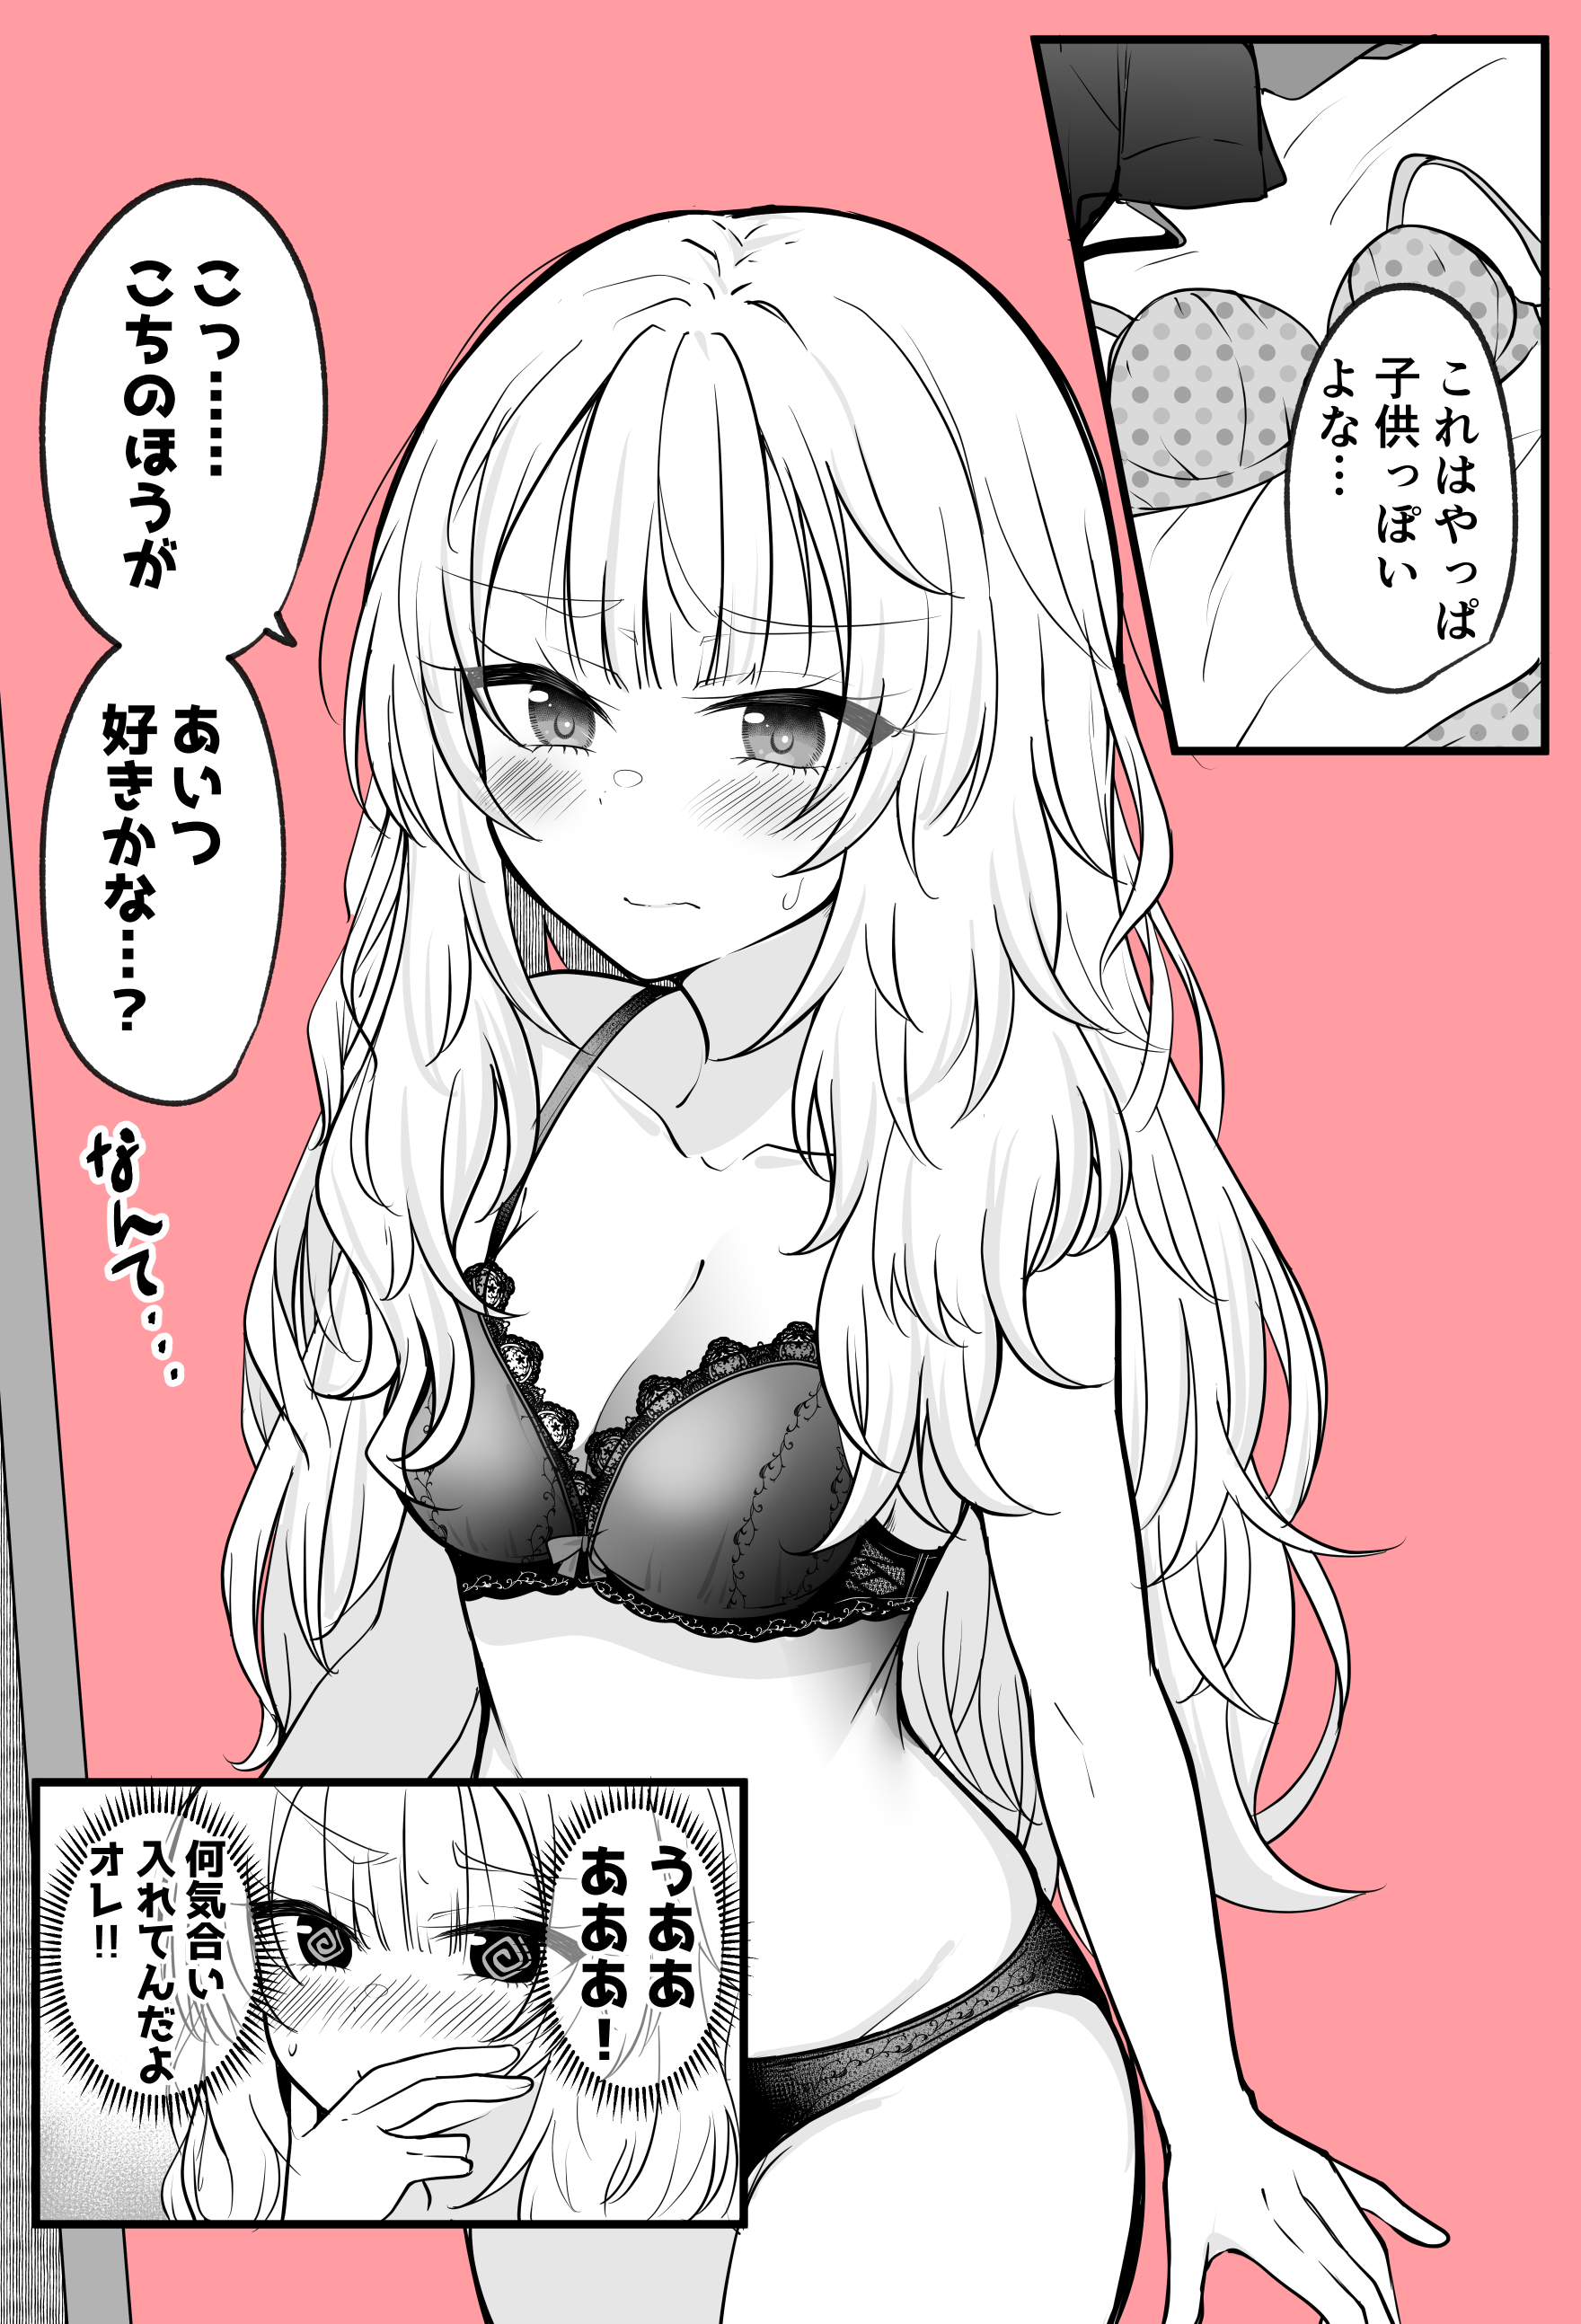 これはやっぱ
子供っぽい
よな…
こっ……
こちのほうが
あいつ
好きかな…？
なんて...
うああ
あああ！
何気合い
入れてんだよ
オレ!!